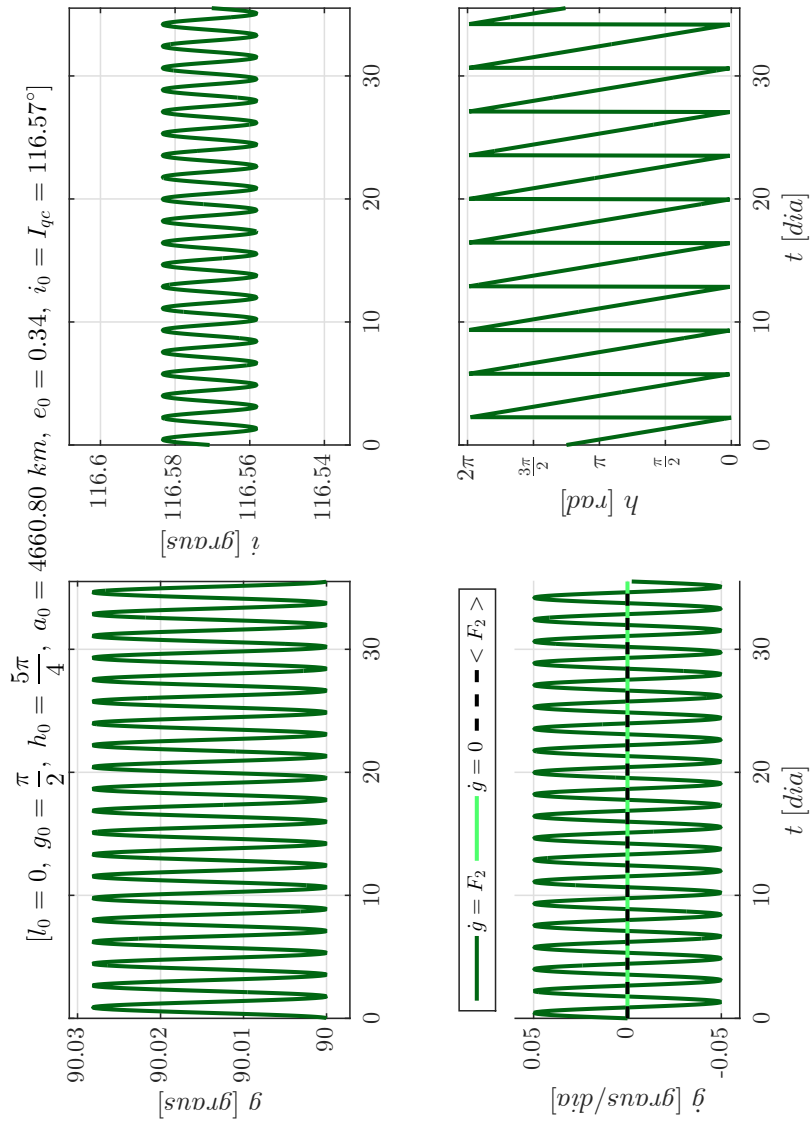 [l₀ = 0, g₀ = π/2, h₀ = 5π/4, a₀ = 4660.80 km, e₀ = 0.34, i₀ = I_qc = 116.57°]
g [graus]
90.03
90.02
90.01
90
0 10 20 30
i [graus]
116.6
116.58
116.56
116.54
0 10 20 30
ġ = F₂ ġ = 0 < F₂ >
ġ [graus/dia]
0.05
0
-0.05
0 10 20 30
t [dia]
h [rad]
2π
3π/2
π
π/2
0
0 10 20 30
t [dia]